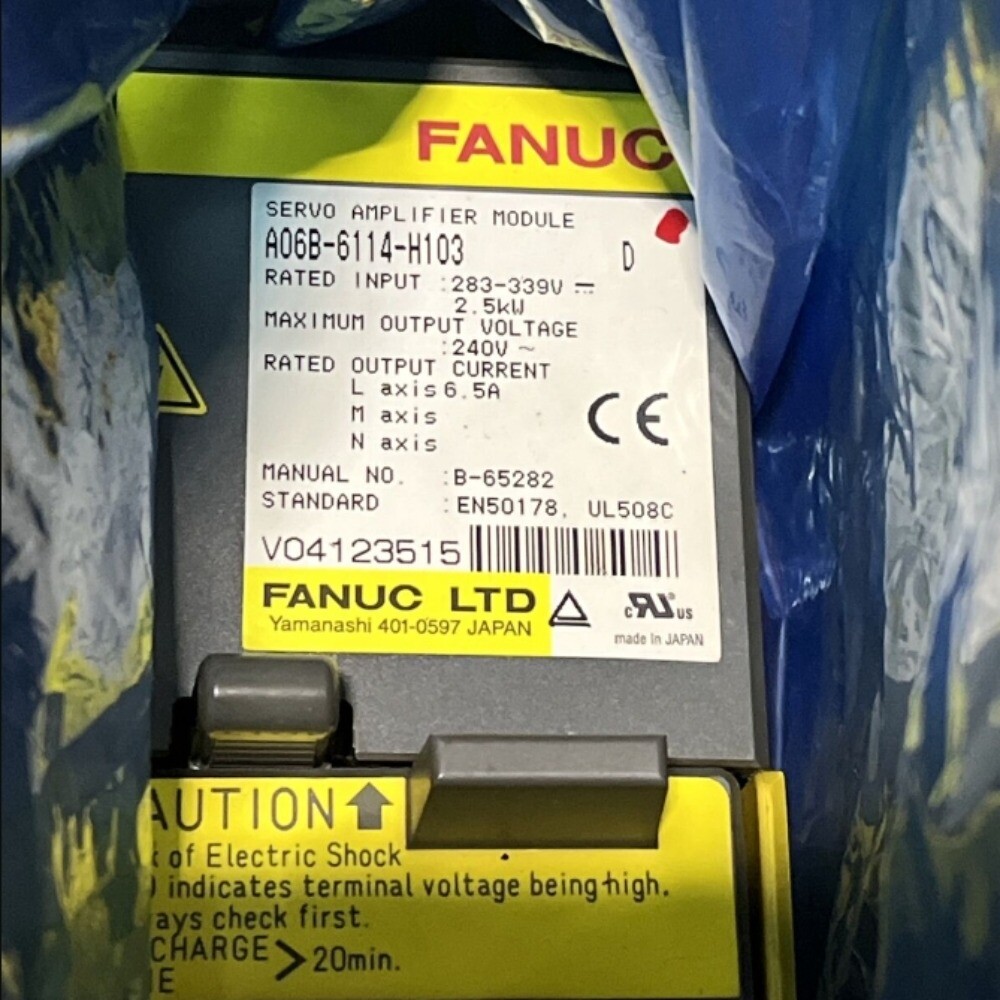 FANUC
SERVO AMPLIFIER MODULE
A06B-6114-H103 D
RATED INPUT :283-339V ⎓
2.5kW
MAXIMUM OUTPUT VOLTAGE
:240V ~
RATED OUTPUT CURRENT
L axis 6.5A
M axis
N axis
CE
MANUAL NO. :B-65282
STANDARD :EN50178, UL508C
V04123515
FANUC LTD
Yamanashi 401-0597 JAPAN
c RU US
made in JAPAN
AUTION
of Electric Shock
indicates terminal voltage being high.
ays check first.
CHARGE > 20min.
E